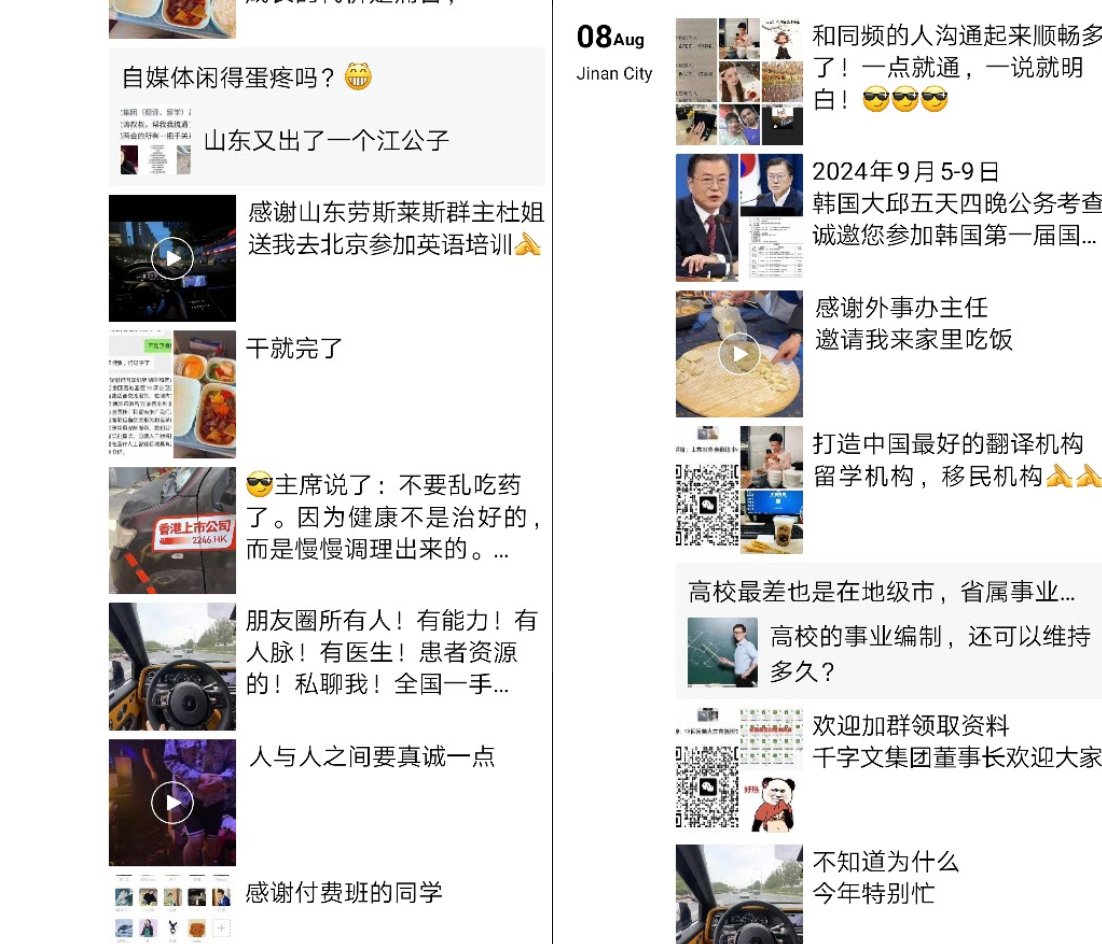 自媒体闲得蛋疼吗？😁
山东又出了一个江公子
感谢山东劳斯莱斯群主杜姐
送我去北京参加英语培训🙏
干就完了
😎主席说了：不要乱吃药
了。因为健康不是治好的，
而是慢慢调理出来的。...
香港上市公司
2246.HK
朋友圈所有人！有能力！有
人脉！有医生！患者资源
的！私聊我！全国一手...
人与人之间要真诚一点
感谢付费班的同学
08Aug
Jinan City
和同频的人沟通起来顺畅多
了！一点就通，一说就明
白！😎😎😎
2024年9月5-9日
韩国大邱五天四晚公务考查
诚邀您参加韩国第一届国...
感谢外事办主任
邀请我来家里吃饭
打造中国最好的翻译机构
留学机构，移民机构🙏🙏
高校最差也是在地级市，省属事业...
高校的事业编制，还可以维持
多久？
欢迎加群领取资料
千字文集团董事长欢迎大家
不知道为什么
今年特别忙